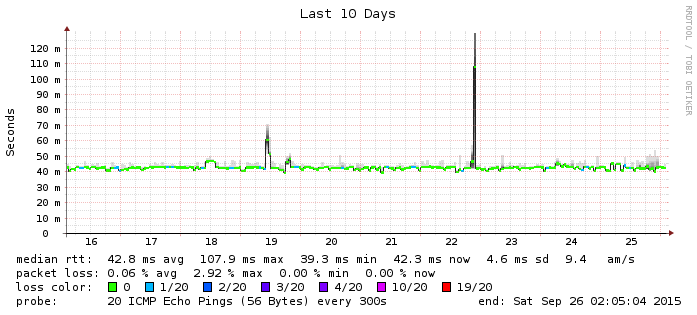 Last 10 Days
RRDTOOL / TOBI OETIKER
Seconds
120 m
110 m
100 m
90 m
80 m
70 m
60 m
50 m
40 m
30 m
20 m
10 m
0
16 17 18 19 20 21 22 23 24 25
median rtt: 42.8 ms avg 107.9 ms max 39.3 ms min 42.3 ms now 4.6 ms sd 9.4 am/s
packet loss: 0.06 % avg 2.92 % max 0.00 % min 0.00 % now
loss color: 0 1/20 2/20 3/20 4/20 10/20 19/20
probe: 20 ICMP Echo Pings (56 Bytes) every 300s end: Sat Sep 26 02:05:04 2015